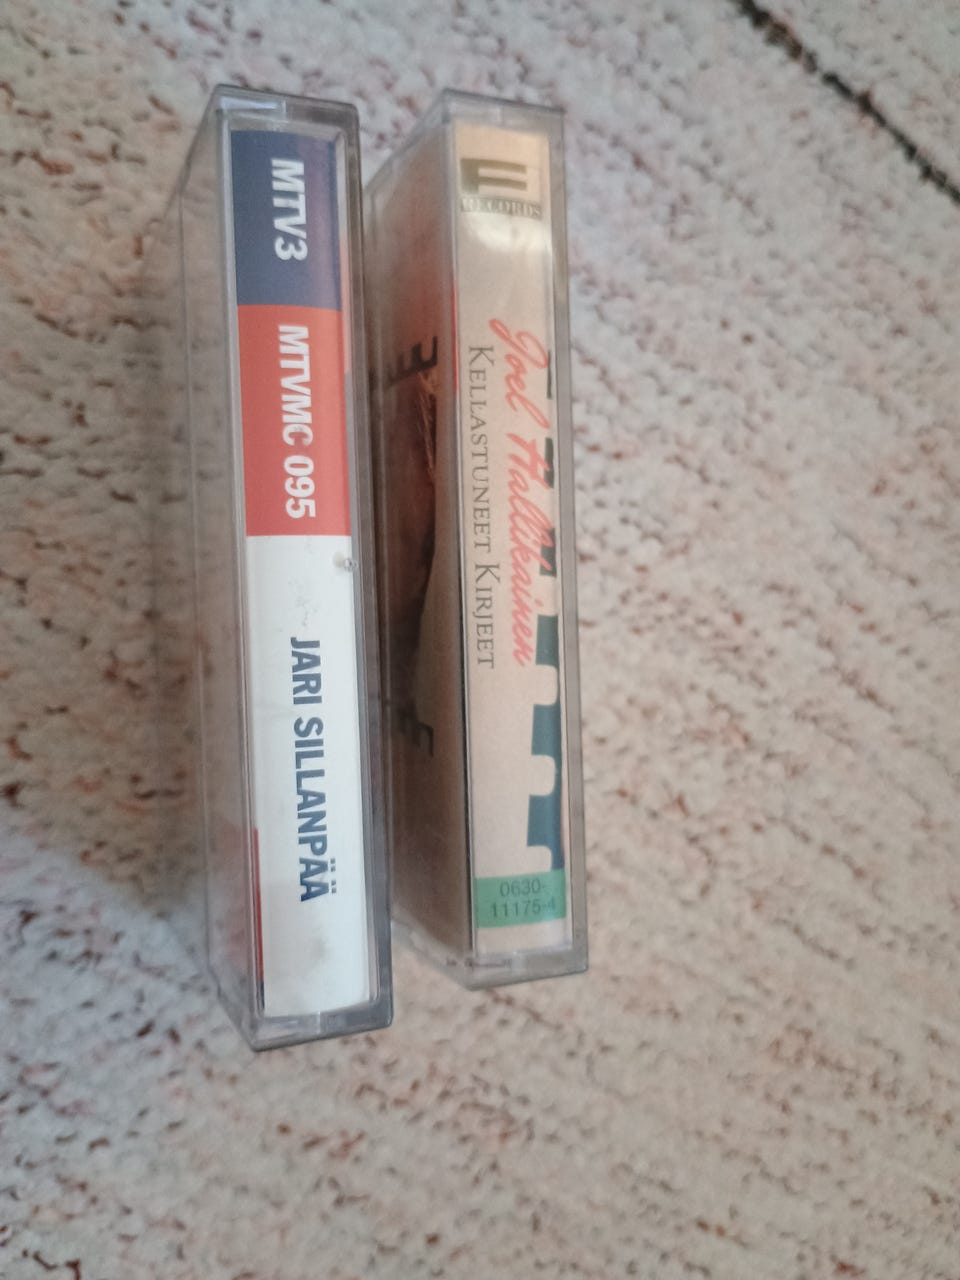 MTV3
MTVMC 095
JARI SILLANPÄÄ
RECORDS
Joel Hallikainen
KELLASTUNEET KIRJEET
0630-
11175-4